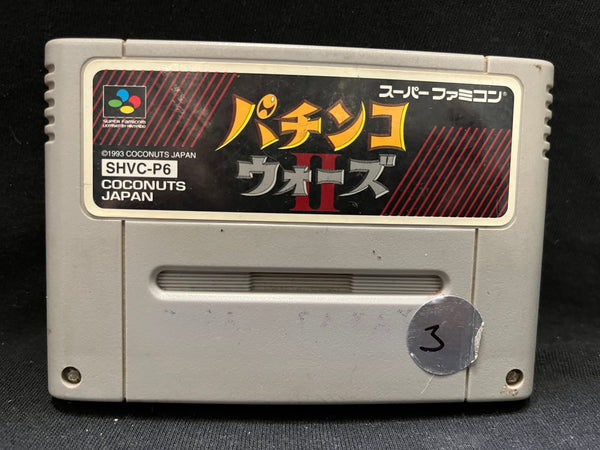 スーパーファミコン®
SUPER FAMICOM
LICENSED BY NINTENDO
パチンコ
ウォーズ
II
©1993 COCONUTS JAPAN
SHVC-P6
COCONUTS
JAPAN
3